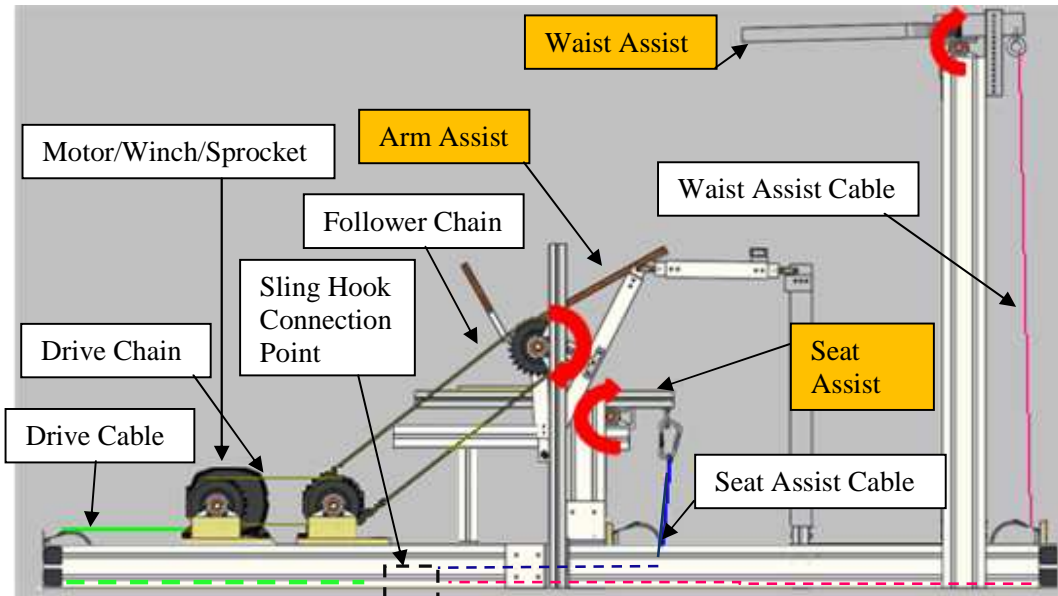 Waist Assist
Arm Assist
Motor/Winch/Sprocket
Waist Assist Cable
Follower Chain
Sling Hook
Connection
Point
Drive Chain
Seat
Assist
Drive Cable
Seat Assist Cable